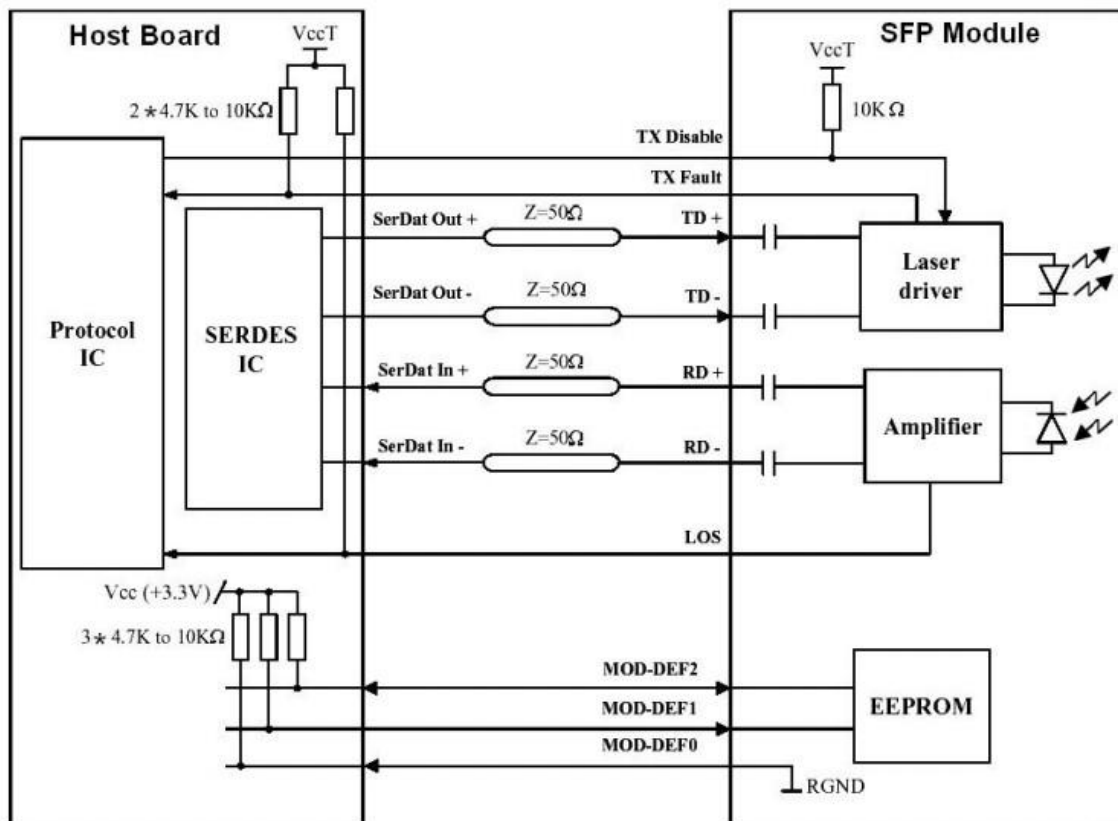 Host Board
SFP Module
VccT
VccT
2*4.7K to 10KΩ
10KΩ
TX Disable
TX Fault
SerDat Out +
Z=50Ω
TD +
SerDat Out -
Z=50Ω
TD -
Laser
driver
Protocol
IC
SERDES
IC
SerDat In +
Z=50Ω
RD +
SerDat In -
Z=50Ω
RD -
Amplifier
LOS
Vcc (+3.3V)
3*4.7K to 10KΩ
MOD-DEF2
MOD-DEF1
MOD-DEF0
EEPROM
RGND